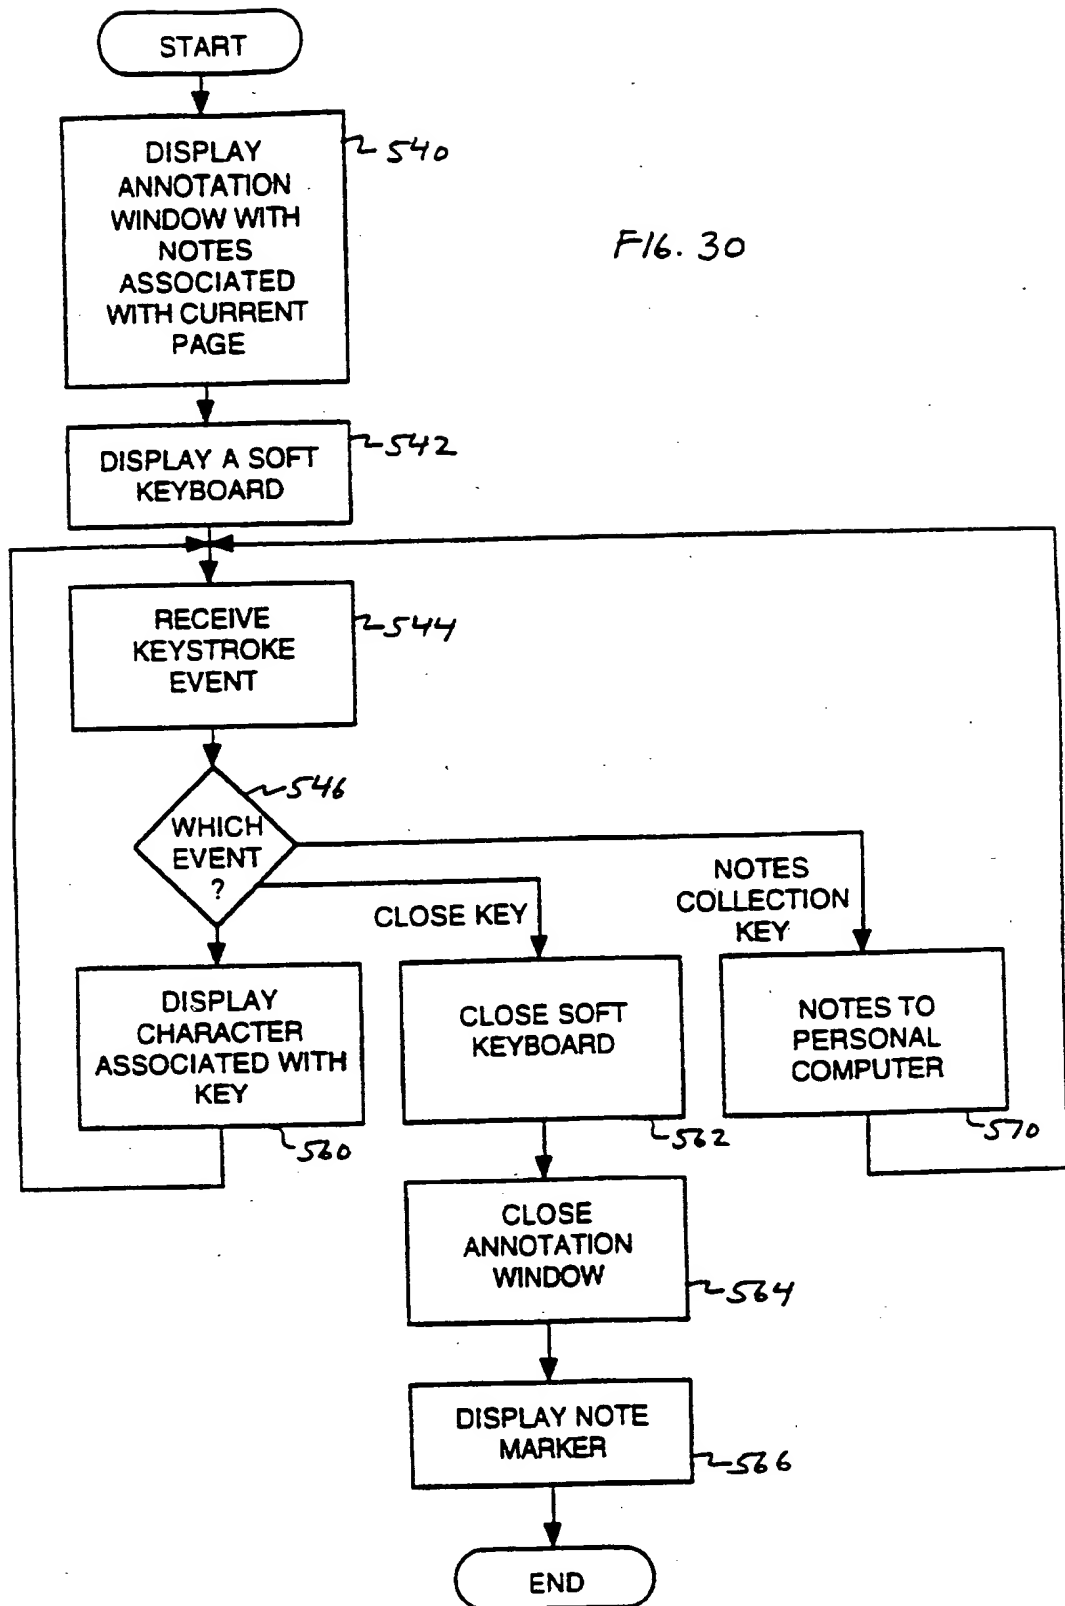 START
DISPLAY
ANNOTATION
WINDOW WITH
NOTES
ASSOCIATED
WITH CURRENT
PAGE
540
FIG. 30
DISPLAY A SOFT
KEYBOARD
542
RECEIVE
KEYSTROKE
EVENT
544
WHICH
EVENT
?
546
CLOSE KEY
NOTES
COLLECTION
KEY
DISPLAY
CHARACTER
ASSOCIATED WITH
KEY
560
CLOSE SOFT
KEYBOARD
562
NOTES TO
PERSONAL
COMPUTER
570
CLOSE
ANNOTATION
WINDOW
564
DISPLAY NOTE
MARKER
566
END